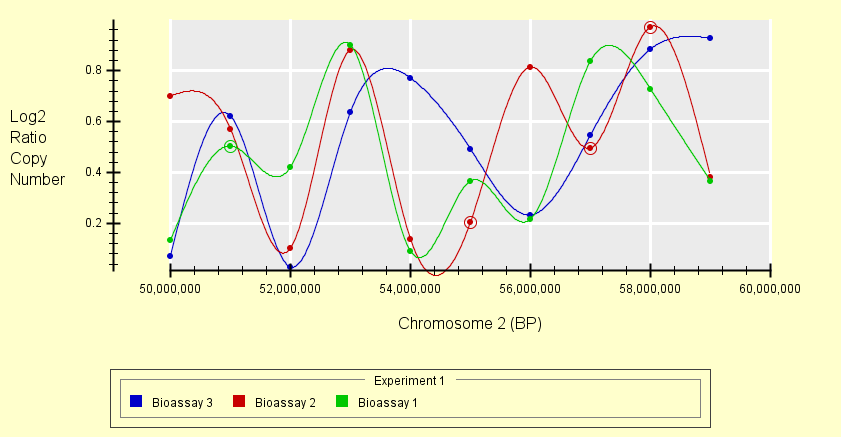 Log2
Ratio
Copy
Number
0.8
0.6
0.4
0.2
50,000,000 52,000,000 54,000,000 56,000,000 58,000,000 60,000,000
Chromosome 2 (BP)
Experiment 1
Bioassay 3 Bioassay 2 Bioassay 1